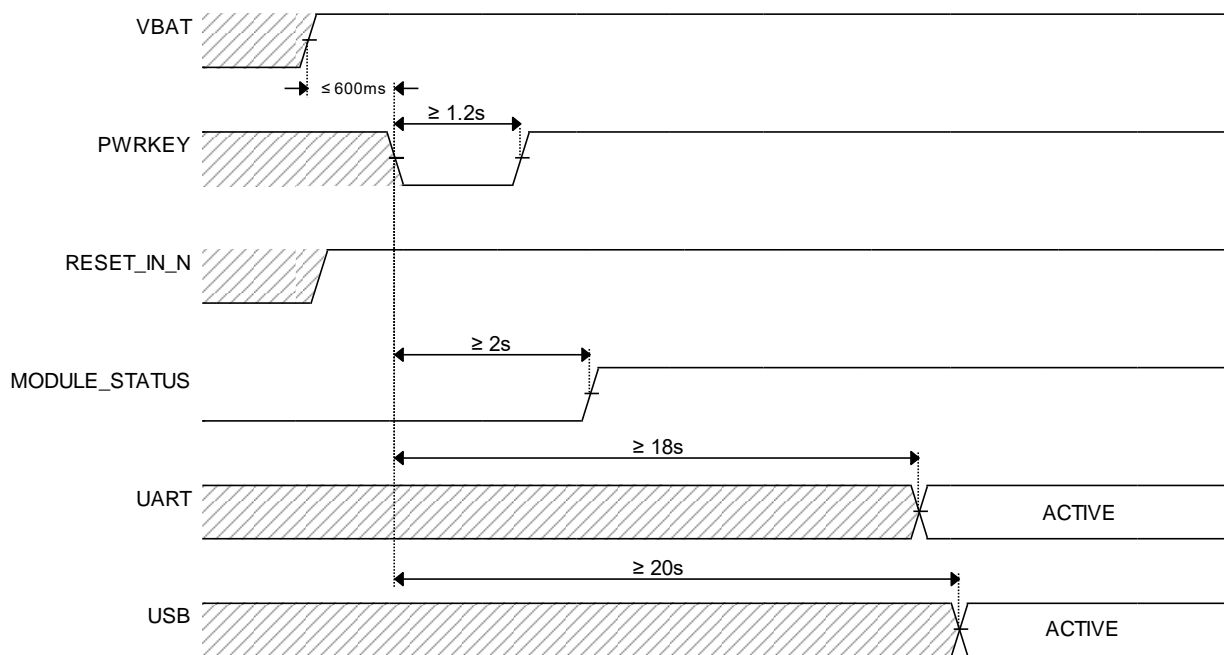 VBAT
≤ 600ms
≥ 1.2s
PWRKEY
RESET_IN_N
≥ 2s
MODULE_STATUS
≥ 18s
UART
ACTIVE
≥ 20s
USB
ACTIVE